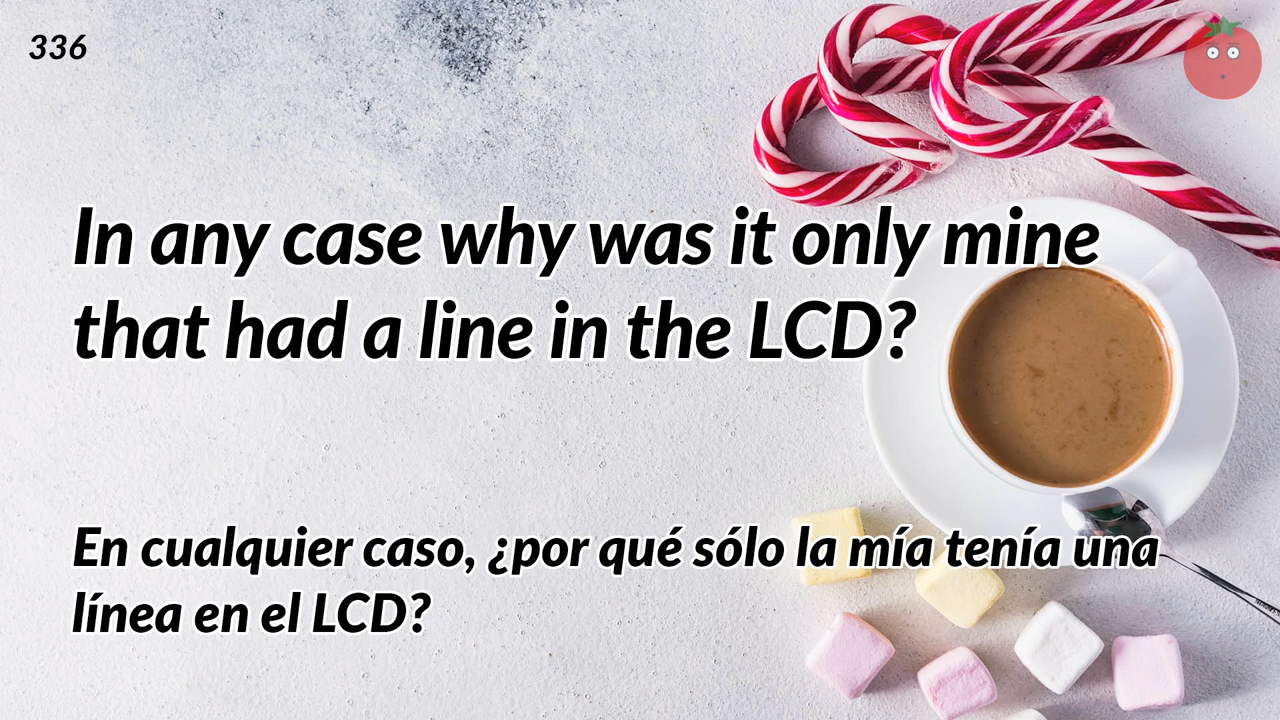 336
In any case why was it only mine
that had a line in the LCD?
En cualquier caso, ¿por qué sólo la mía tenía una
línea en el LCD?